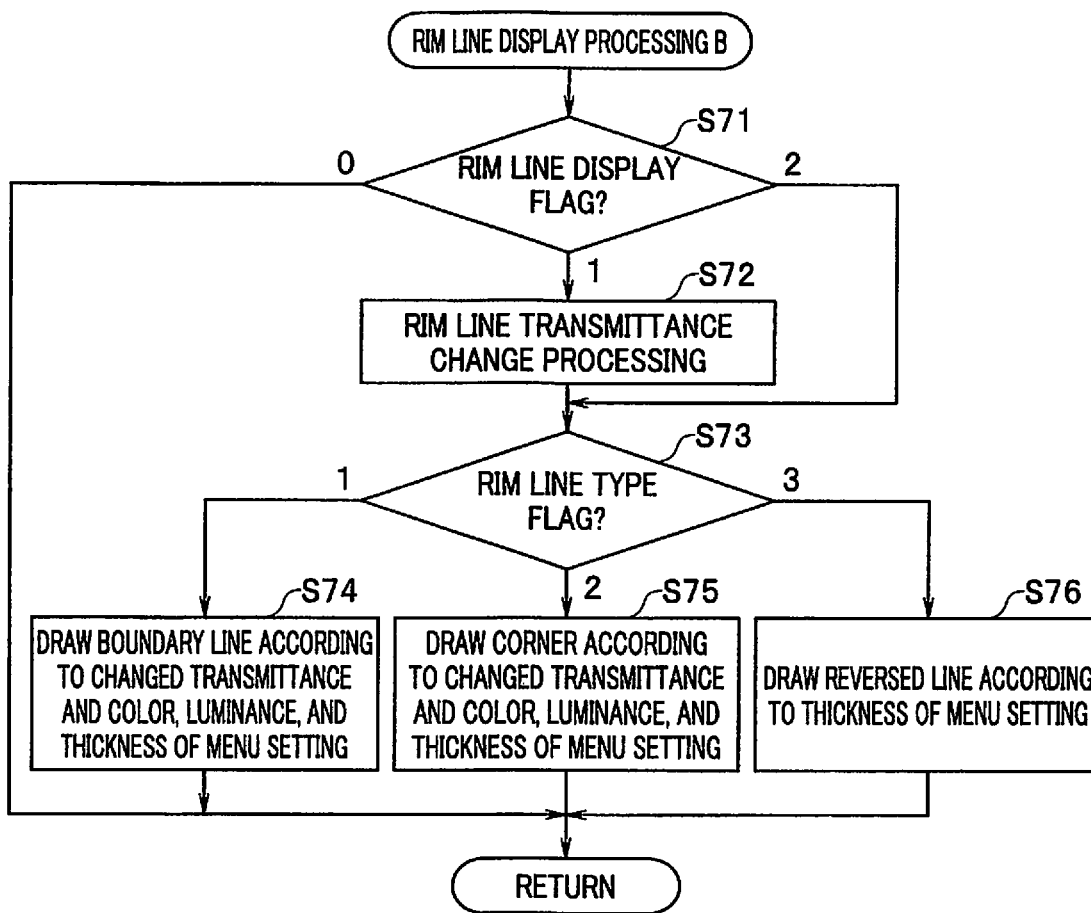 RIM LINE DISPLAY PROCESSING B
S71
0
RIM LINE DISPLAY
FLAG?
2
1
S72
RIM LINE TRANSMITTANCE
CHANGE PROCESSING
S73
1
RIM LINE TYPE
FLAG?
3
2
S74
DRAW BOUNDARY LINE ACCORDING
TO CHANGED TRANSMITTANCE
AND COLOR, LUMINANCE, AND
THICKNESS OF MENU SETTING
S75
DRAW CORNER ACCORDING
TO CHANGED TRANSMITTANCE
AND COLOR, LUMINANCE, AND
THICKNESS OF MENU SETTING
S76
DRAW REVERSED LINE ACCORDING
TO THICKNESS OF MENU SETTING
RETURN